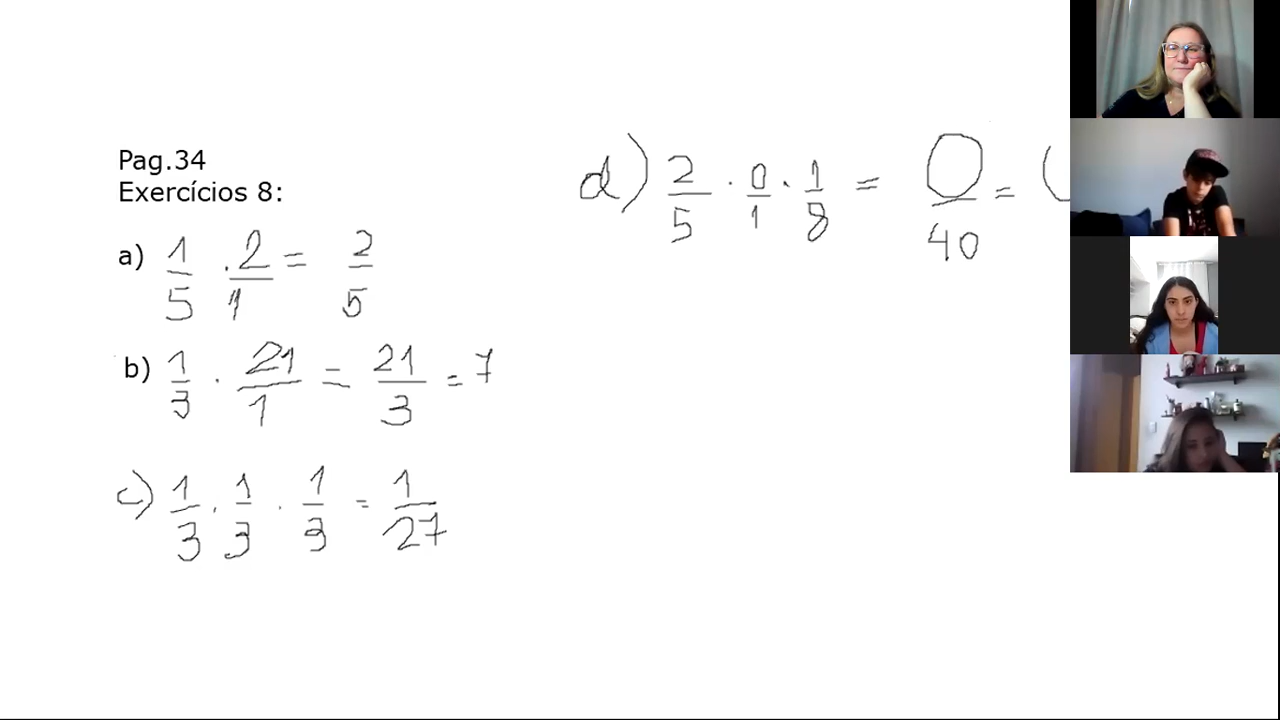 Pag.34
Exercícios 8:
a) 1/5 . 2/1 = 2/5
b) 1/3 . 21/1 = 21/3 = 7
c) 1/3 . 1/3 . 1/3 = 1/27
d) 2/5 . 0/1 . 1/8 = 0/40 =